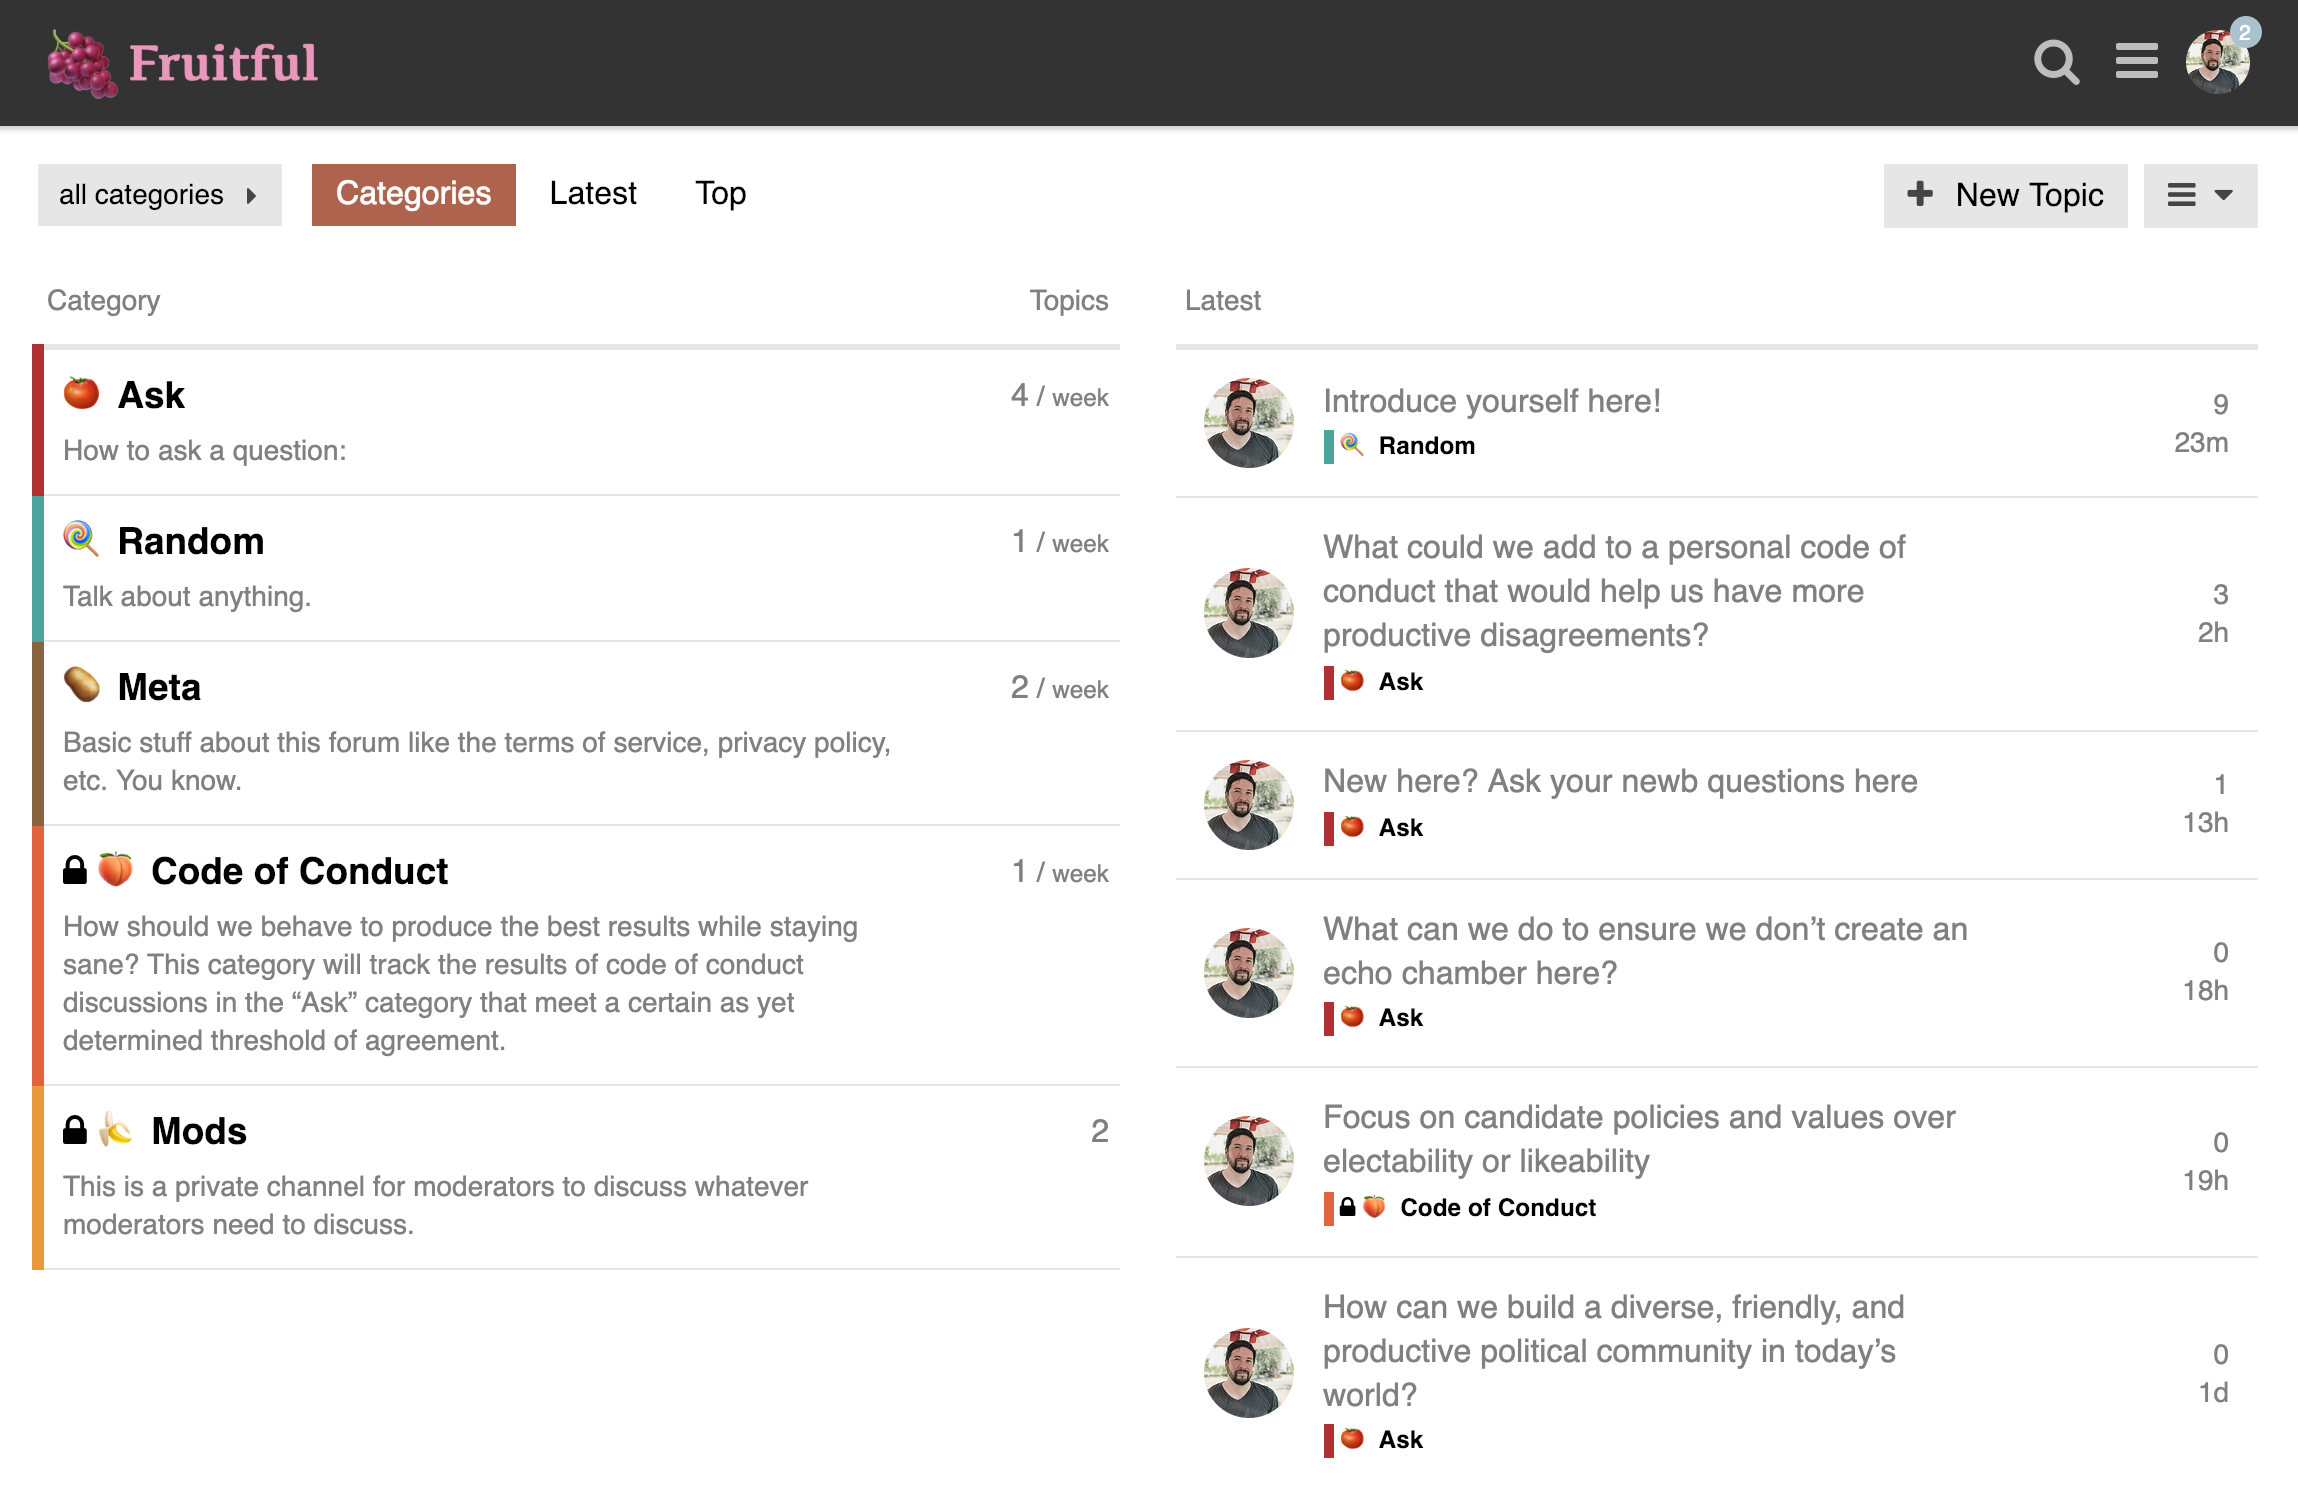 Fruitful
2
all categories
Categories
Latest
Top
New Topic
Category
Topics
Ask
4 / week
How to ask a question:
Random
1 / week
Talk about anything.
Meta
2 / week
Basic stuff about this forum like the terms of service, privacy policy,
etc. You know.
Code of Conduct
1 / week
How should we behave to produce the best results while staying
sane? This category will track the results of code of conduct
discussions in the “Ask” category that meet a certain as yet
determined threshold of agreement.
Mods
2
This is a private channel for moderators to discuss whatever
moderators need to discuss.
Latest
Introduce yourself here!
Random
9
23m
What could we add to a personal code of
conduct that would help us have more
productive disagreements?
Ask
3
2h
New here? Ask your newb questions here
Ask
1
13h
What can we do to ensure we don’t create an
echo chamber here?
Ask
0
18h
Focus on candidate policies and values over
electability or likeability
Code of Conduct
0
19h
How can we build a diverse, friendly, and
productive political community in today’s
world?
Ask
0
1d